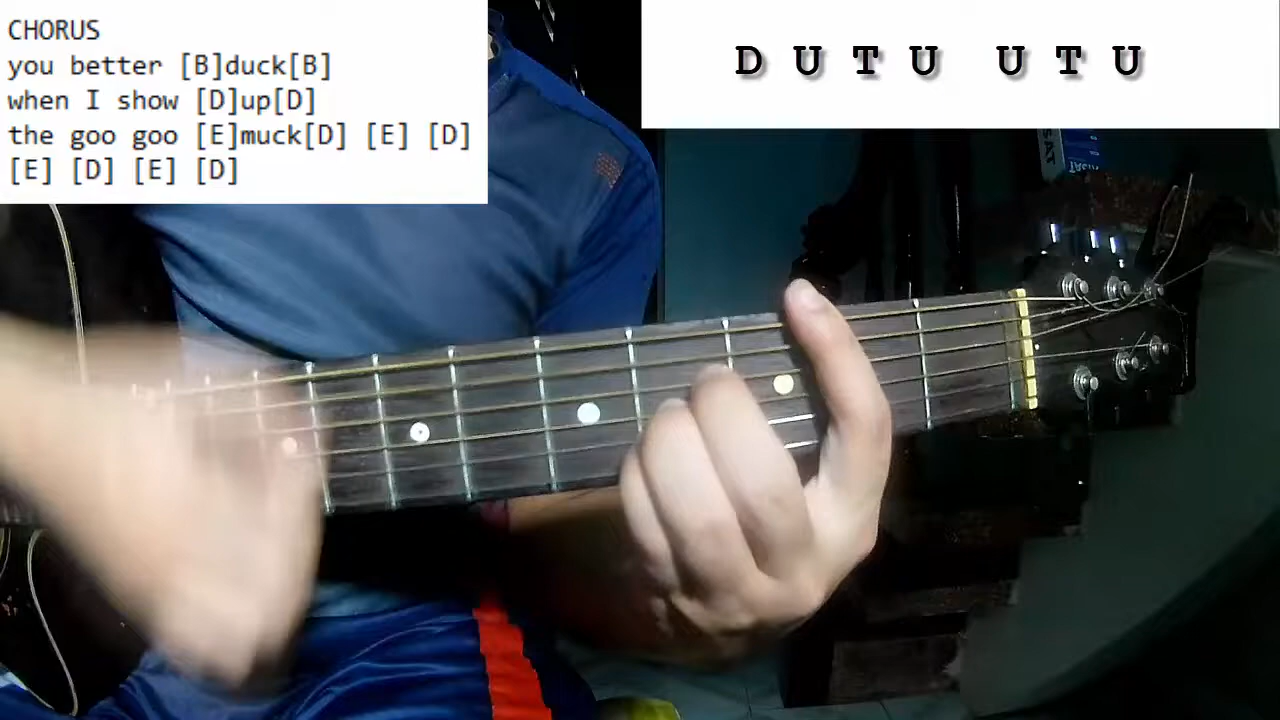 CHORUS
you better [B]duck[B]
when I show [D]up[D]
the goo goo [E]muck[D] [E] [D]
[E] [D] [E] [D]
D U T U U T U